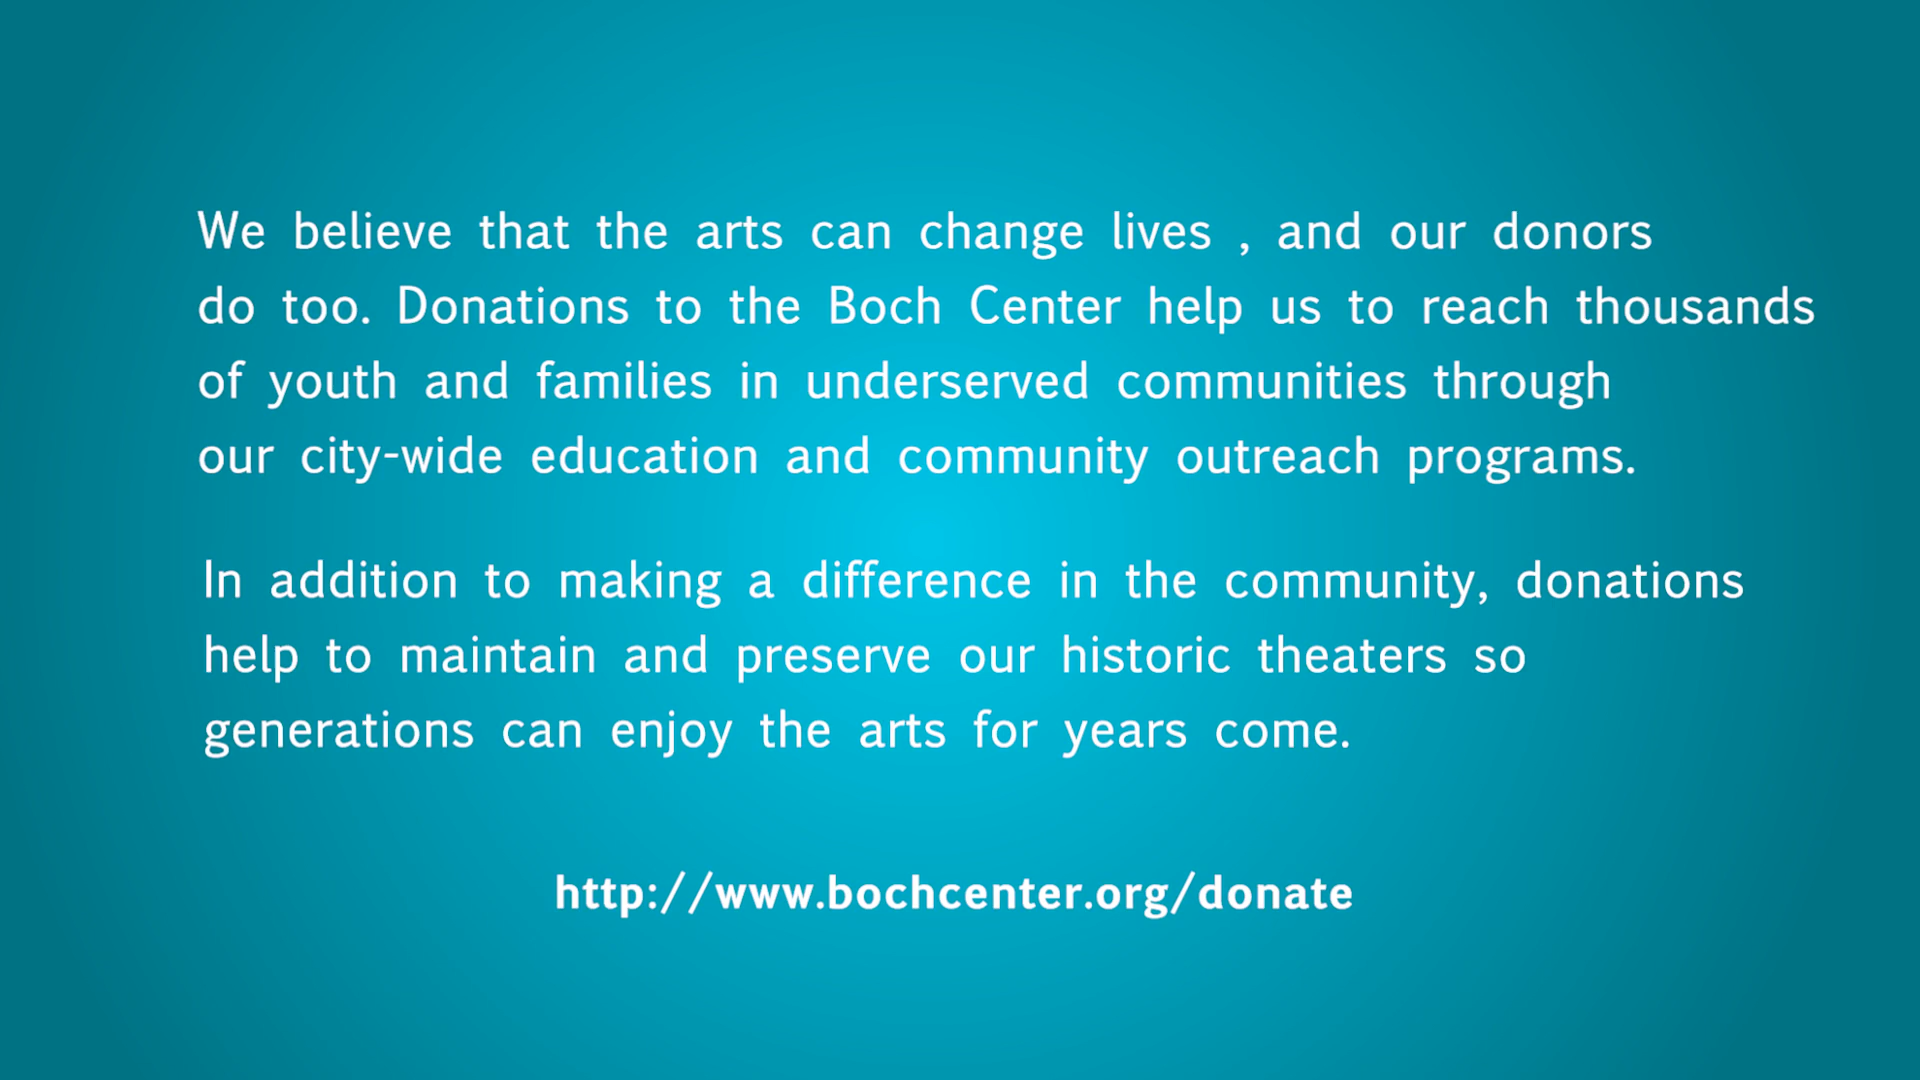 We believe that the arts can change lives , and our donors
do too. Donations to the Boch Center help us to reach thousands
of youth and families in underserved communities through
our city-wide education and community outreach programs.
In addition to making a difference in the community, donations
help to maintain and preserve our historic theaters so
generations can enjoy the arts for years come.
http://www.bochcenter.org/donate